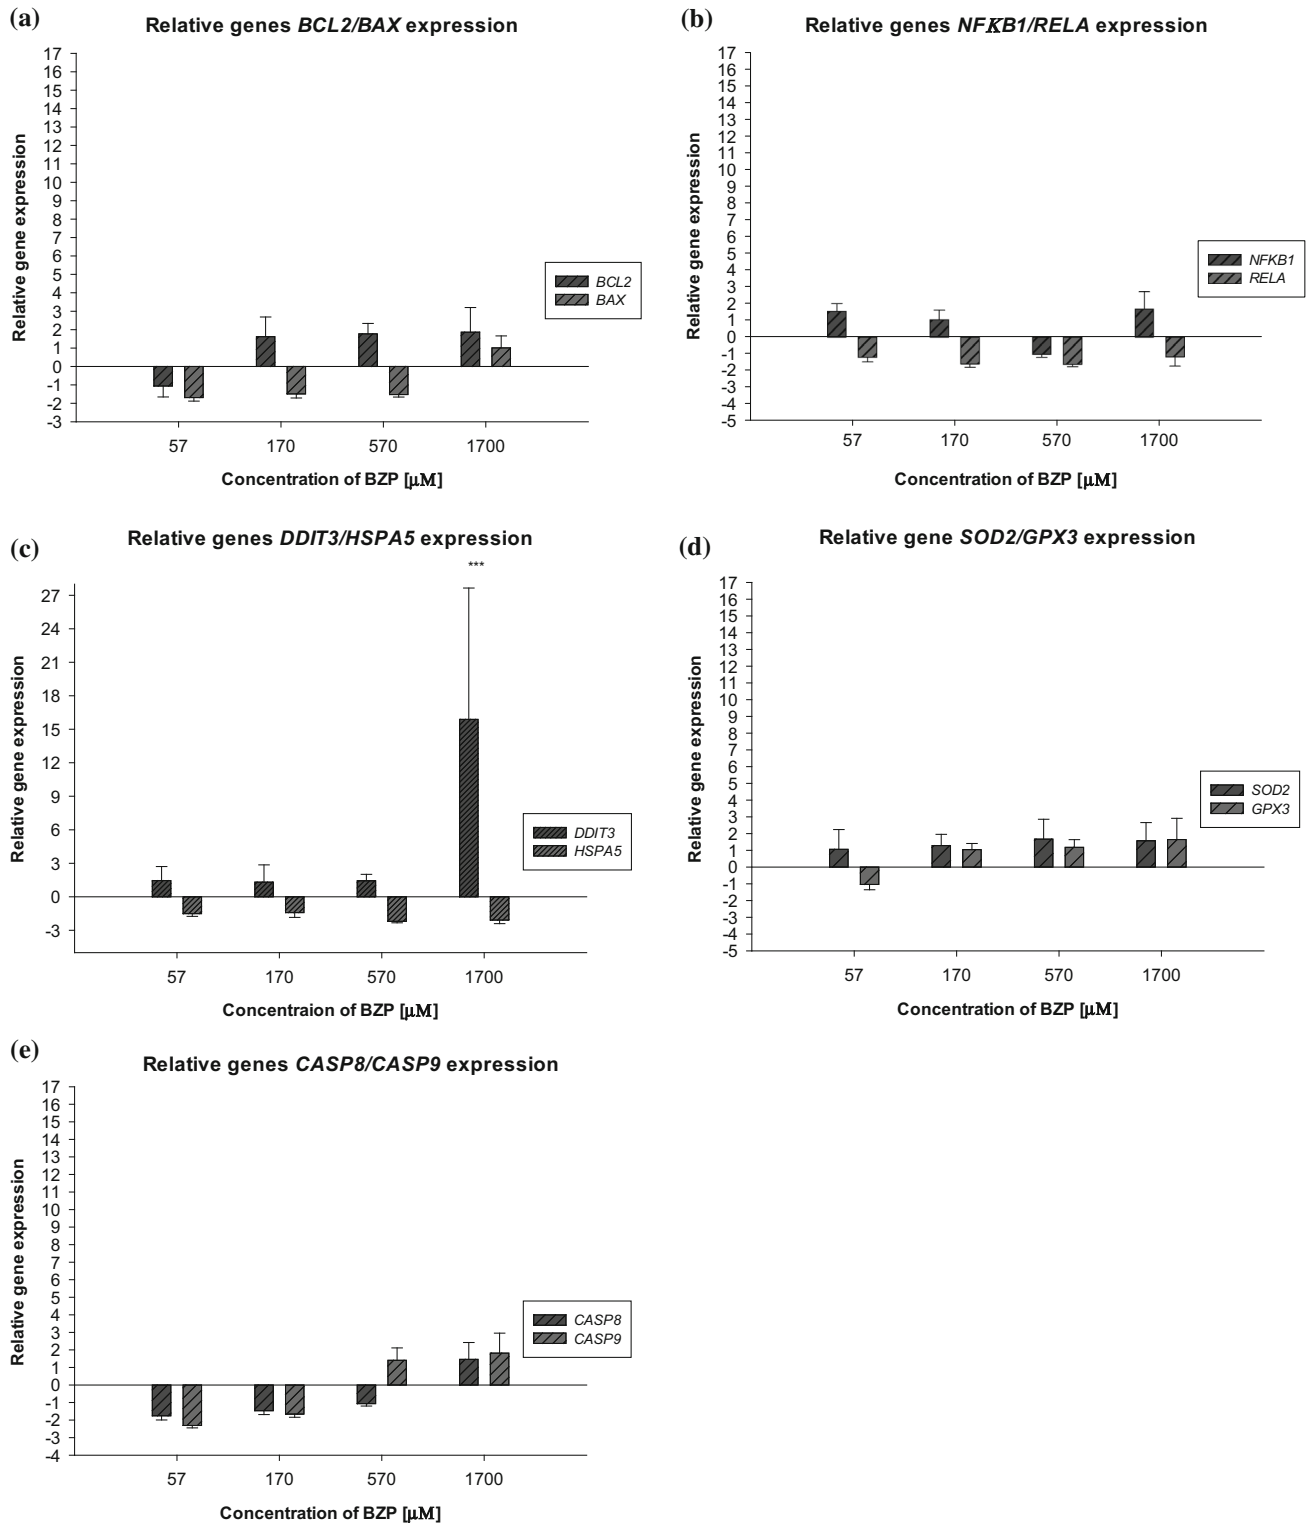 (a)
Relative genes BCL2/BAX expression
17
16
15
14
13
12
11
10
9
8
7
6
5
4
3
2
1
0
-1
-2
-3
Relative gene expression
BCL2
BAX
57 170 570 1700
Concentration of BZP [μM]
(b)
Relative genes NFKB1/RELA expression
17
16
15
14
13
12
11
10
9
8
7
6
5
4
3
2
1
0
-1
-2
-3
-4
-5
Relative gene expression
NFKB1
RELA
57 170 570 1700
Concentration of BZP [μM]
(c)
Relative genes DDIT3/HSPA5 expression
***
27
24
21
18
15
12
9
6
3
0
-3
Relative gene expression
DDIT3
HSPA5
57 170 570 1700
Concentraion of BZP [μM]
(d)
Relative gene SOD2/GPX3 expression
17
16
15
14
13
12
11
10
9
8
7
6
5
4
3
2
1
0
-1
-2
-3
-4
-5
Relative gene expression
SOD2
GPX3
57 170 570 1700
Concentration of BZP [μM]
(e)
Relative genes CASP8/CASP9 expression
17
16
15
14
13
12
11
10
9
8
7
6
5
4
3
2
1
0
-1
-2
-3
-4
Relative gene expression
CASP8
CASP9
57 170 570 1700
Concentration of BZP [μM]